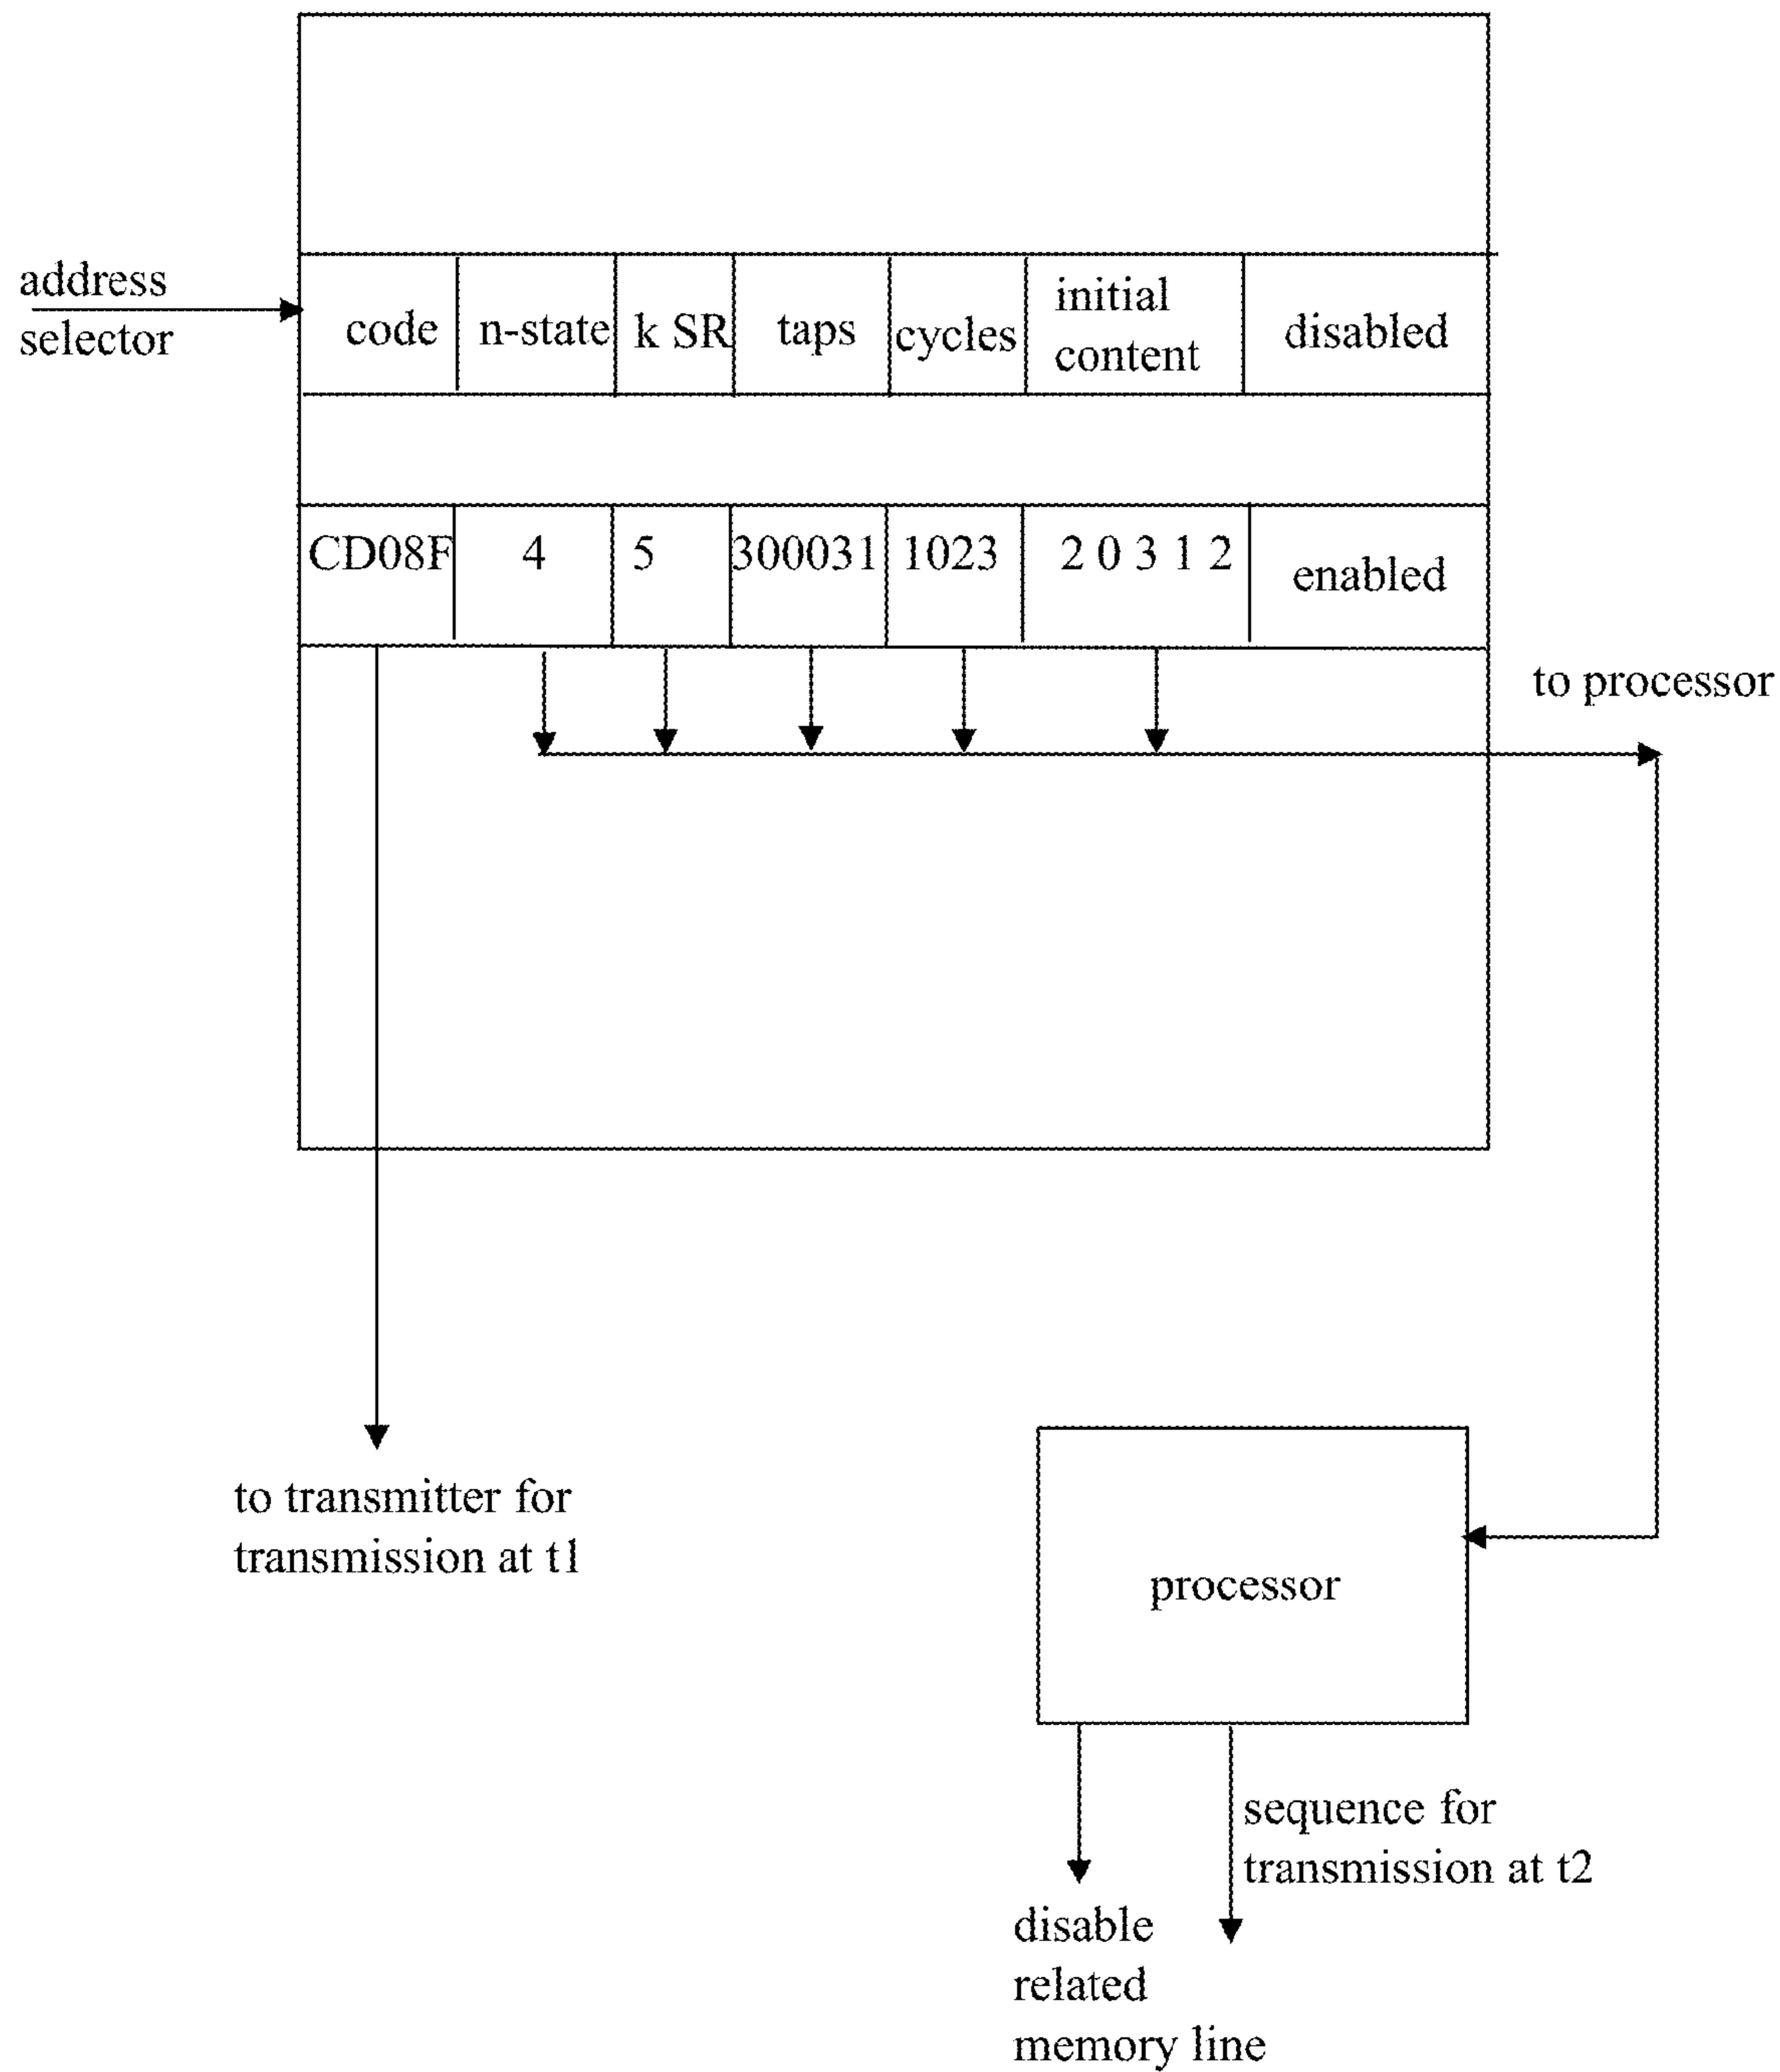 address
selector
code n-state k SR taps cycles initial content disabled
CD08F 4 5 300031 1023 2 0 3 1 2 enabled
to processor
to transmitter for
transmission at t1
processor
sequence for
transmission at t2
disable
related
memory line